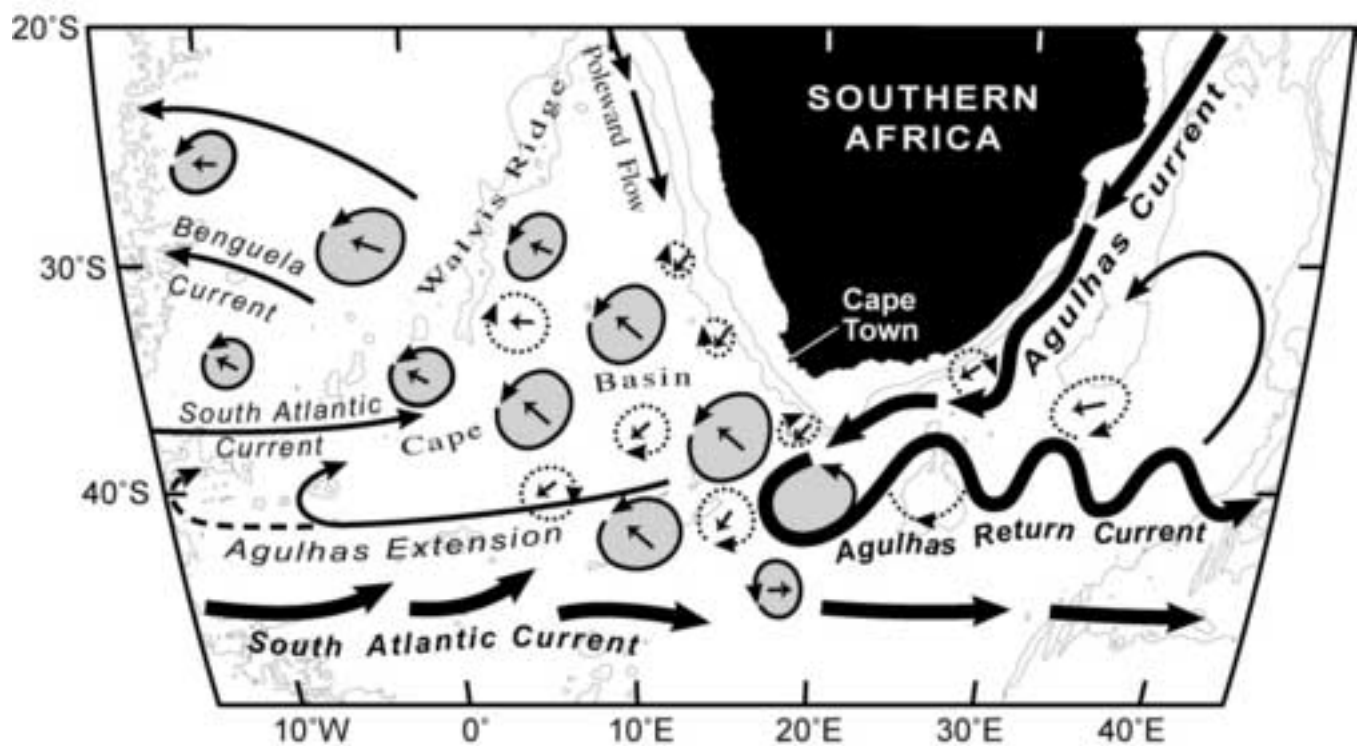 20°S
SOUTHERN
AFRICA
Poleward Flow
Walvis Ridge
Agulhas Current
Benguela
Current
30°S
Cape
Town
Basin
South Atlantic
Current
Cape
40°S
Agulhas Extension
Agulhas Return Current
South Atlantic Current
10°W 0° 10°E 20°E 30°E 40°E